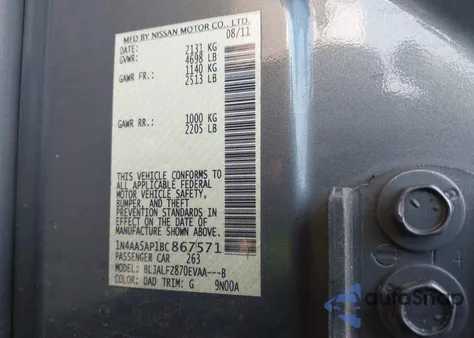 MFD BY NISSAN MOTOR CO., LTD.
DATE: 08/11
GVWR: 2131 KG
4698 LB
GAWR FR.: 1140 KG
2513 LB
GAWR RR.: 1000 KG
2205 LB
THIS VEHICLE CONFORMS TO
ALL APPLICABLE FEDERAL
MOTOR VEHICLE SAFETY,
BUMPER, AND THEFT
PREVENTION STANDARDS IN
EFFECT ON THE DATE OF
MANUFACTURE SHOWN ABOVE.
1N4AA5AP1BC867571
PASSENGER CAR 263
MODEL: BLJALFZ870EVAA---B
COLOR: DAD TRIM: G 9N00A
autoSnap